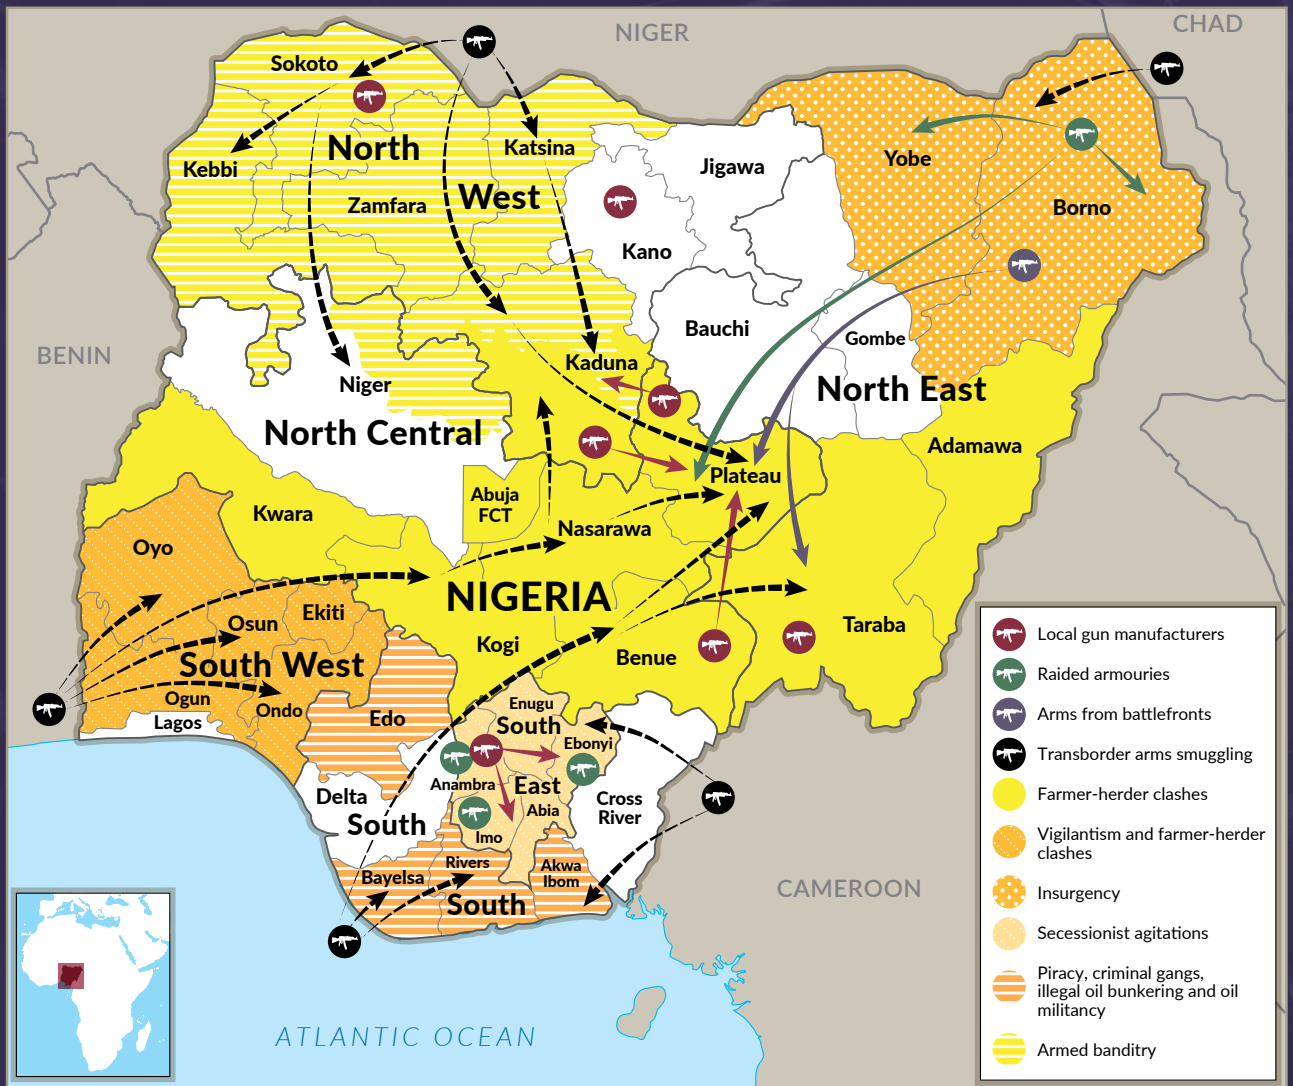 NIGER
CHAD
Sokoto
North
Katsina
Kebbi
Jigawa
Yobe
West
Zamfara
Borno
Kano
Bauchi
Gombe
BENIN
Kaduna
Niger
North East
North Central
Adamawa
Plateau
Abuja
FCT
Kwara
Nasarawa
Oyo
NIGERIA
Ekiti
Osun
Kogi
Taraba
South West
Benue
Ogun
Ondo
Lagos
Edo
Enugu
South
Ebonyi
Anambra
East
Delta
Abia
Cross
River
South
Imo
Rivers
Akwa
Ibom
Bayelsa
South
CAMEROON
ATLANTIC OCEAN
Local gun manufacturers
Raided armouries
Arms from battlefronts
Transborder arms smuggling
Farmer-herder clashes
Vigilantism and farmer-herder
clashes
Insurgency
Secessionist agitations
Piracy, criminal gangs,
illegal oil bunkering and oil
militancy
Armed banditry